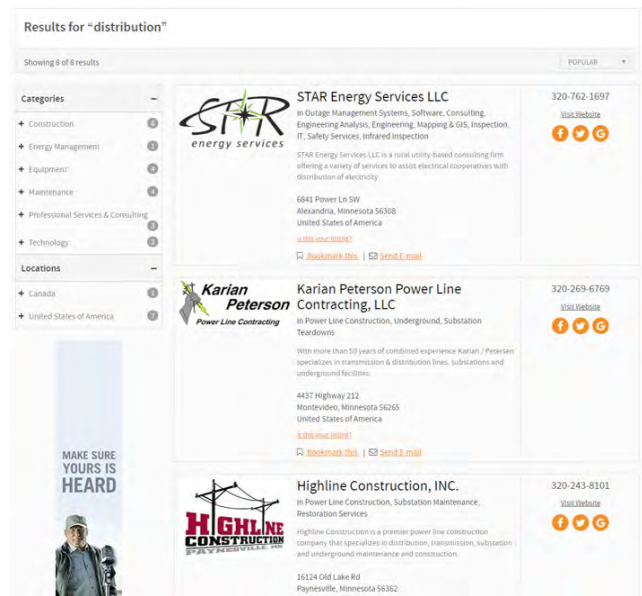 Results for “distribution”
Showing 8 of 8 results
POPULAR
Categories
–
+ Construction
+ Energy Management
+ Equipment
+ Maintenance
+ Professional Services & Consulting
+ Technology
Locations
–
+ Canada
+ United States of America
MAKE SURE
YOURS IS
HEARD
STAR
energy services
STAR Energy Services LLC
in Outage Management Systems, Software, Consulting,
Engineering Analysis, Engineering, Mapping & GIS, Inspection,
IT, Safety Services, Infrared Inspection
STAR Energy Services LLC is a rural utility-based consulting firm
offering a variety of services to assist electrical cooperatives with
distribution of electricity
6841 Power Ln SW
Alexandria, Minnesota 56308
United States of America
Is this your listing?
Bookmark this | Send E-mail
320-762-1697
Visit Website
Karian
Peterson
Power Line Contracting
Karian Peterson Power Line
Contracting, LLC
in Power Line Construction, Underground, Substation
Teardowns
With more than 50 years of combined experience Karian / Petersen
specializes in transmission & distribution lines, substations and
underground facilities.
4437 Highway 212
Montevideo, Minnesota 56265
United States of America
Is this your listing?
Bookmark this | Send E-mail
320-269-6769
Visit Website
HIGHLINE
CONSTRUCTION
PAYNESVILLE, MN
Highline Construction, INC.
in Power Line Construction, Substation Maintenance,
Restoration Services
Highline Construction is a premier power line construction
company that specializes in distribution, transmission, substation
and underground maintenance and construction.
16124 Old Lake Rd
Paynesville, Minnesota 56362
320-243-8101
Visit Website